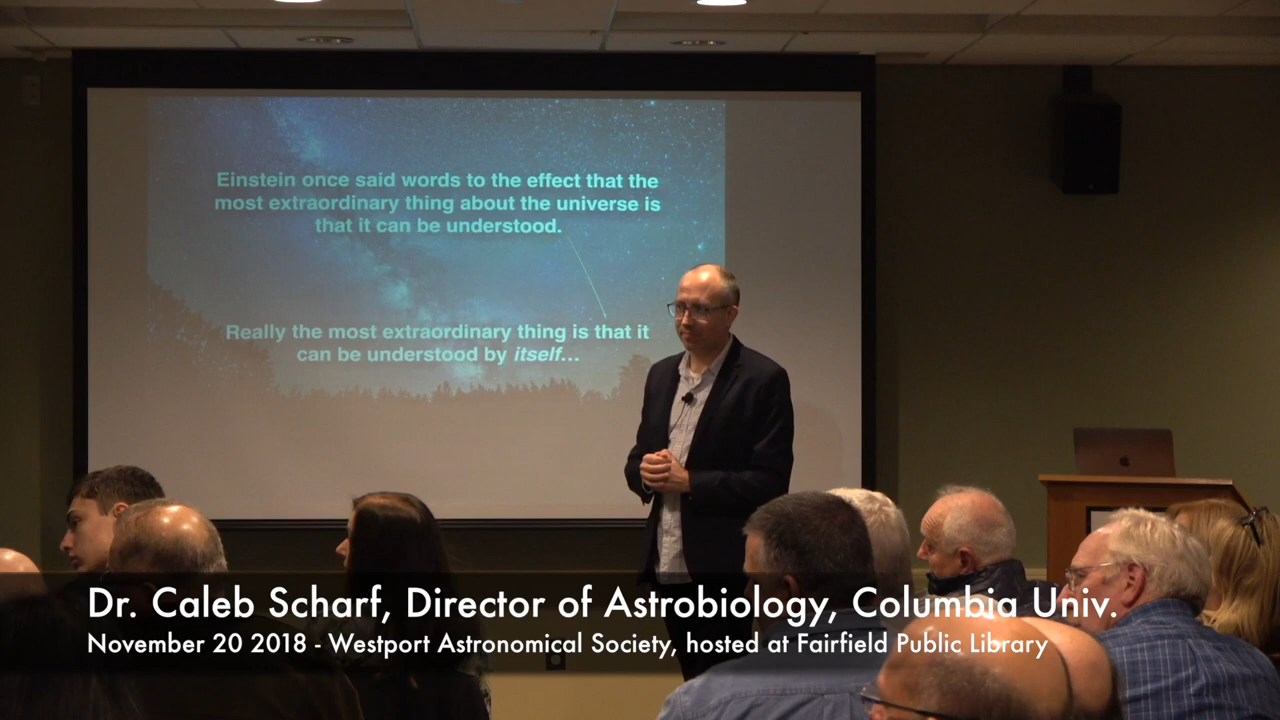 Einstein once said words to the effect that the
most extraordinary thing about the universe is
that it can be understood.
Really the most extraordinary thing is that it
can be understood by itself...
Dr. Caleb Scharf, Director of Astrobiology, Columbia Univ.
November 20 2018 - Westport Astronomical Society, hosted at Fairfield Public Library